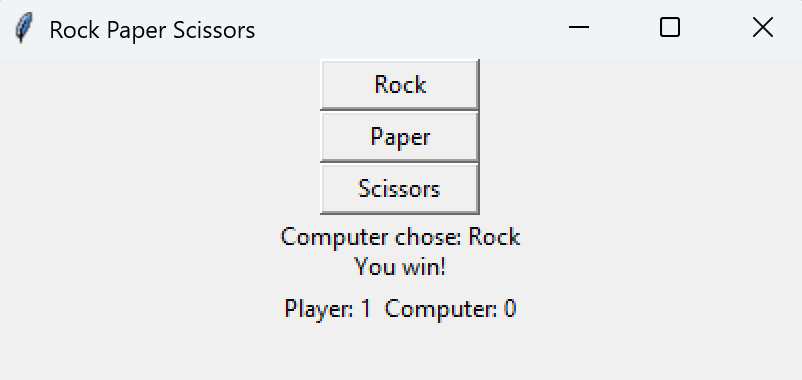 Rock Paper Scissors
Rock
Paper
Scissors
Computer chose: Rock
You win!
Player: 1  Computer: 0